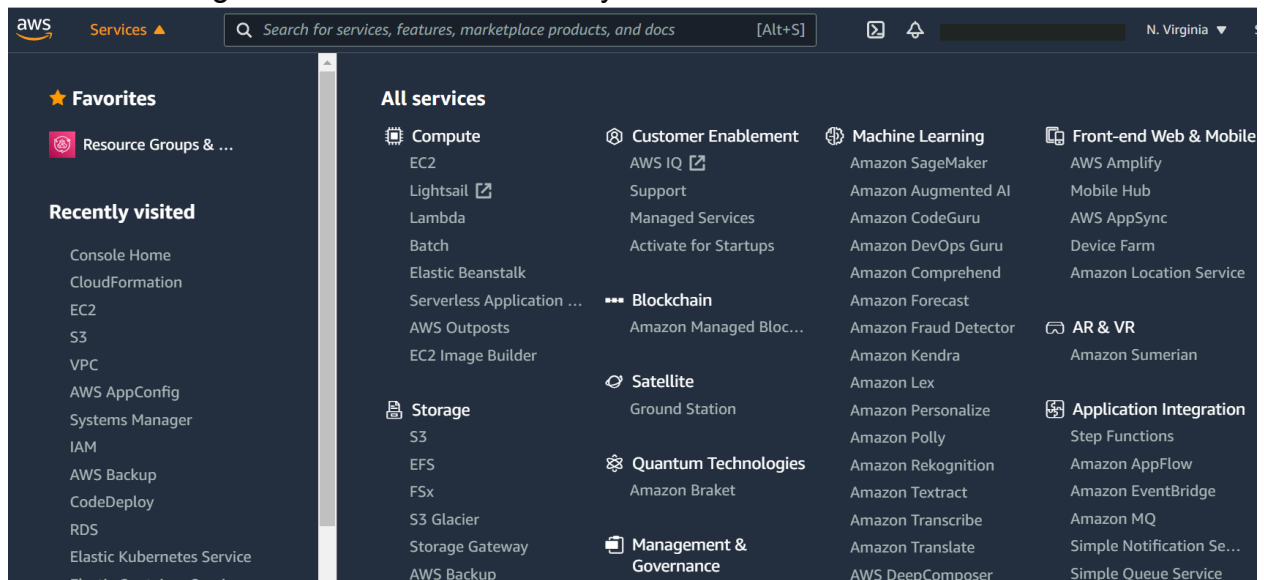 aws
Services
Search for services, features, marketplace products, and docs [Alt+S]
N. Virginia
Favorites
Resource Groups & ...
Recently visited
Console Home
CloudFormation
EC2
S3
VPC
AWS AppConfig
Systems Manager
IAM
AWS Backup
CodeDeploy
RDS
Elastic Kubernetes Service
All services
Compute
EC2
Lightsail
Lambda
Batch
Elastic Beanstalk
Serverless Application ...
AWS Outposts
EC2 Image Builder
Storage
S3
EFS
FSx
S3 Glacier
Storage Gateway
AWS Backup
Customer Enablement
AWS IQ
Support
Managed Services
Activate for Startups
Blockchain
Amazon Managed Bloc...
Satellite
Ground Station
Quantum Technologies
Amazon Braket
Management &
Governance
Machine Learning
Amazon SageMaker
Amazon Augmented AI
Amazon CodeGuru
Amazon DevOps Guru
Amazon Comprehend
Amazon Forecast
Amazon Fraud Detector
Amazon Kendra
Amazon Lex
Amazon Personalize
Amazon Polly
Amazon Rekognition
Amazon Textract
Amazon Transcribe
Amazon Translate
AWS DeepComposer
Front-end Web & Mobile
AWS Amplify
Mobile Hub
AWS AppSync
Device Farm
Amazon Location Service
AR & VR
Amazon Sumerian
Application Integration
Step Functions
Amazon AppFlow
Amazon EventBridge
Amazon MQ
Simple Notification Se...
Simple Queue Service